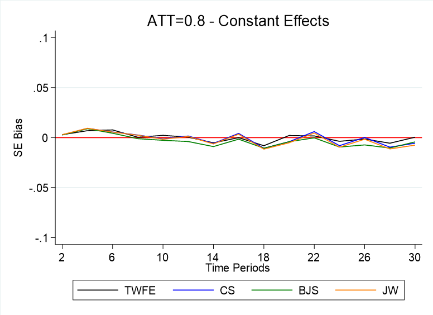 ATT=0.8 - Constant Effects
.1
.05
0
-.05
-.1
SE Bias
2 6 10 14 18 22 26 30
Time Periods
TWFE CS BJS JW